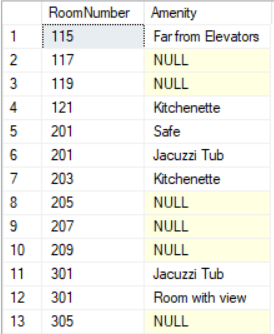 RoomNumber Amenity
1 115 Far from Elevators
2 117 NULL
3 119 NULL
4 121 Kitchenette
5 201 Safe
6 201 Jacuzzi Tub
7 203 Kitchenette
8 205 NULL
9 207 NULL
10 209 NULL
11 301 Jacuzzi Tub
12 301 Room with view
13 305 NULL